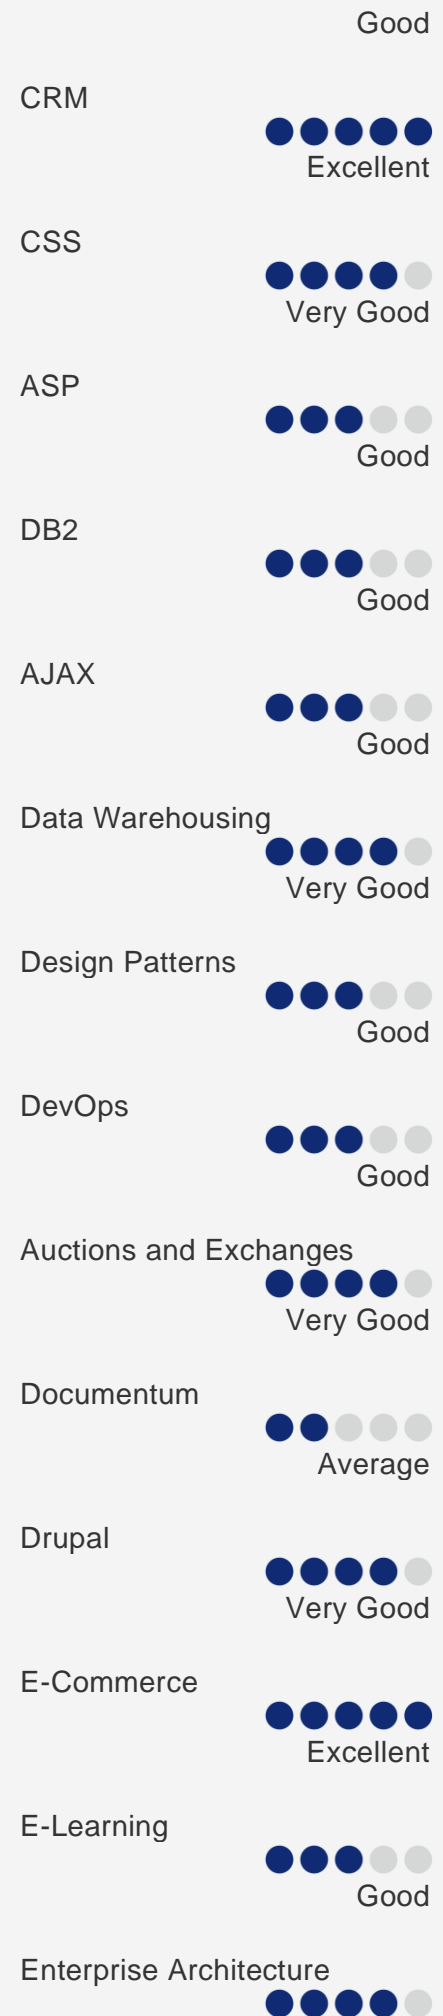 Good
CRM
Excellent
CSS
Very Good
ASP
Good
DB2
Good
AJAX
Good
Data Warehousing
Very Good
Design Patterns
Good
DevOps
Good
Auctions and Exchanges
Very Good
Documentum
Average
Drupal
Very Good
E-Commerce
Excellent
E-Learning
Good
Enterprise Architecture